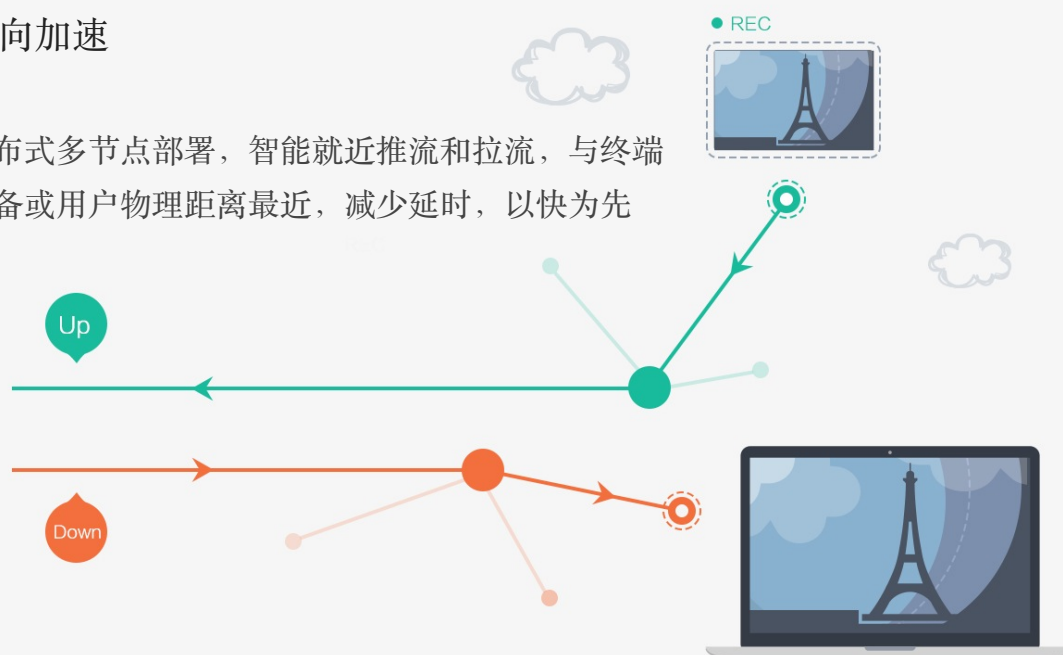 向加速
REC
布式多节点部署，智能就近推流和拉流，与终端
备或用户物理距离最近，减少延时，以快为先
Up
Down